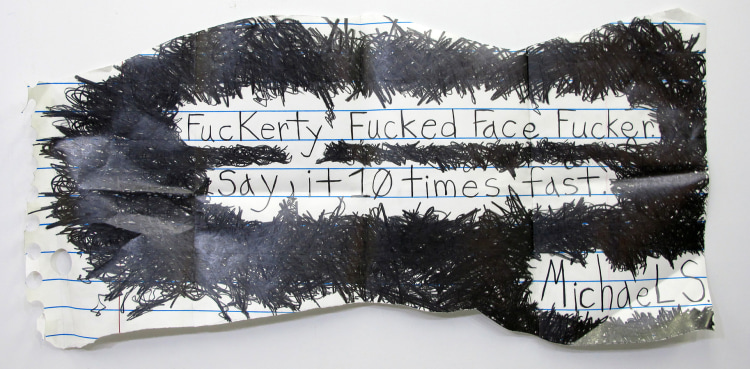 Fuckerty Fucked Face Fucker.
Say, it 10 times, fast.
Michael S.